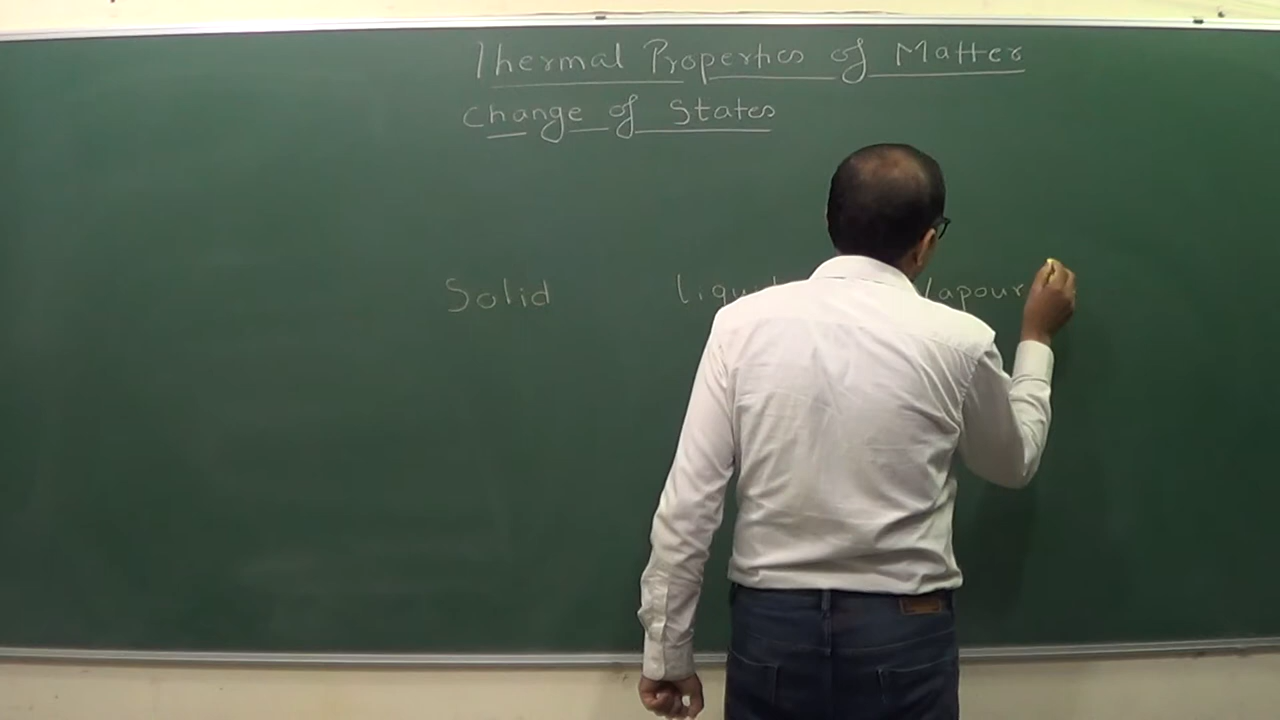 Thermal Properties of Matter
Change of States
Solid liquid Vapour